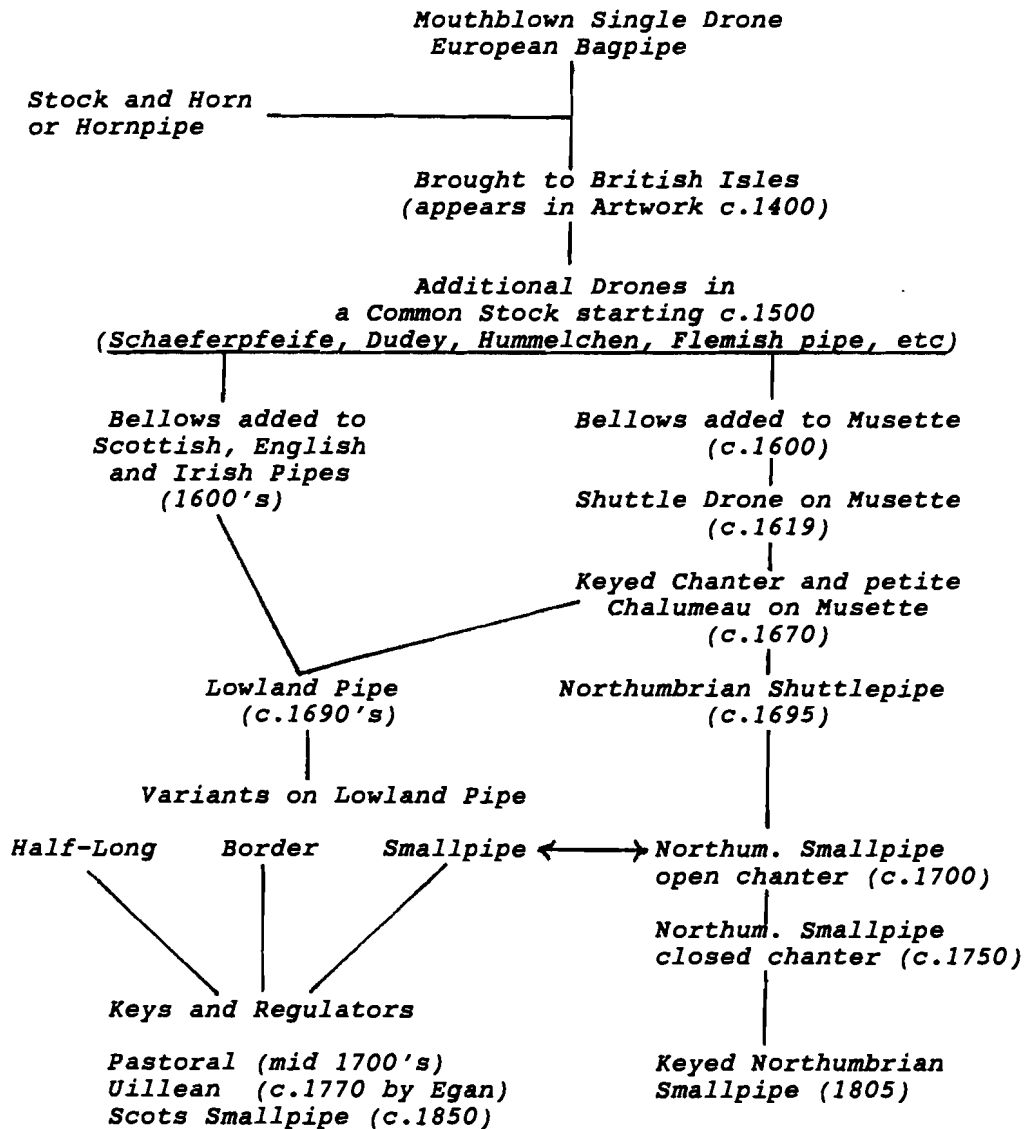 Mouthblown Single Drone
European Bagpipe
Stock and Horn
or Hornpipe
Brought to British Isles
(appears in Artwork c.1400)
Additional Drones in
a Common Stock starting c.1500
(Schaeferpfeife, Dudey, Hummelchen, Flemish pipe, etc)
Bellows added to
Scottish, English
and Irish Pipes
(1600's)
Bellows added to Musette
(c.1600)
Shuttle Drone on Musette
(c.1619)
Keyed Chanter and petite
Chalumeau on Musette
(c.1670)
Lowland Pipe
(c.1690's)
Northumbrian Shuttlepipe
(c.1695)
Variants on Lowland Pipe
Half-Long Border Smallpipe
Northum. Smallpipe
open chanter (c.1700)
Northum. Smallpipe
closed chanter (c.1750)
Keys and Regulators
Pastoral (mid 1700's)
Uillean (c.1770 by Egan)
Scots Smallpipe (c.1850)
Keyed Northumbrian
Smallpipe (1805)